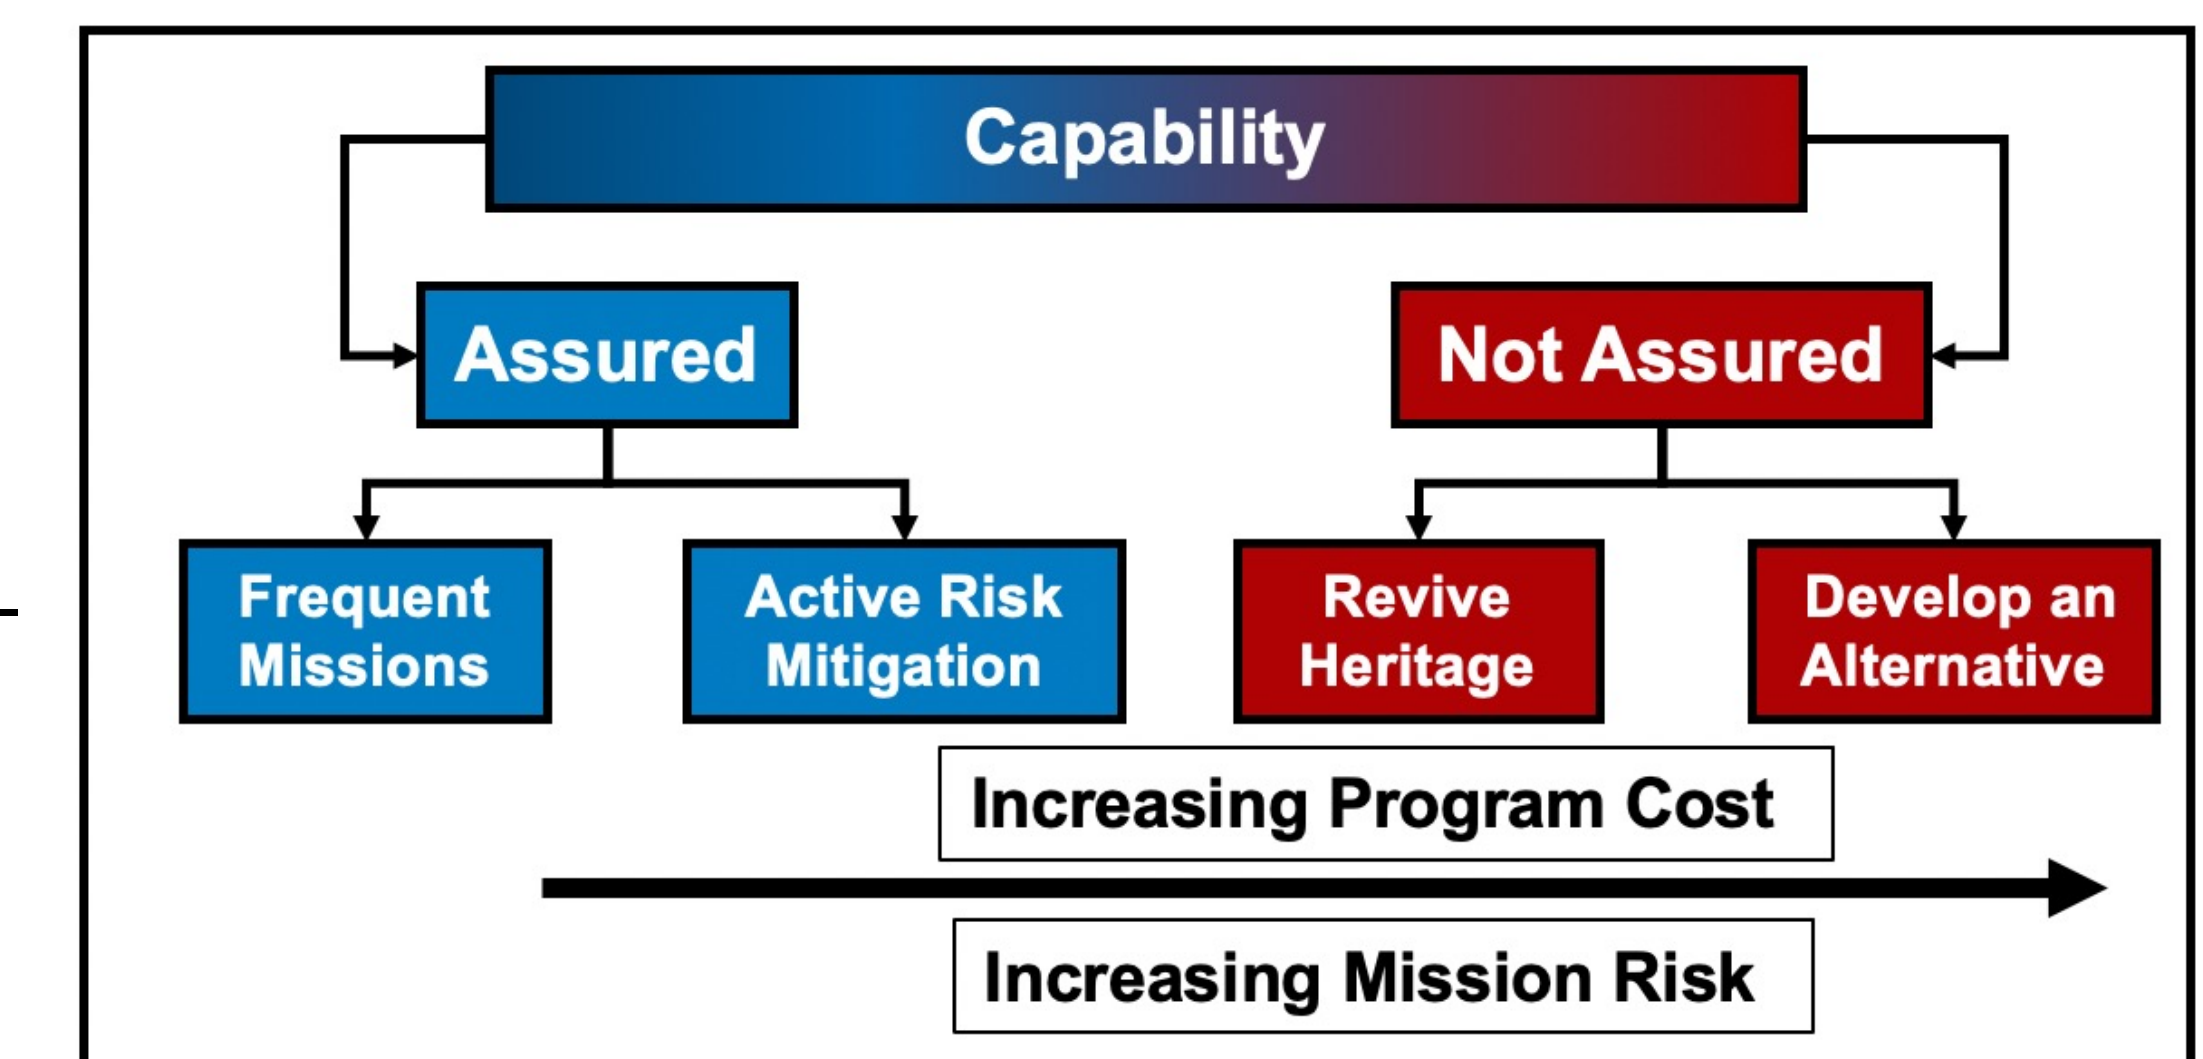 Capability
Assured
Not Assured
Frequent
Missions
Active Risk
Mitigation
Revive
Heritage
Develop an
Alternative
Increasing Program Cost
Increasing Mission Risk